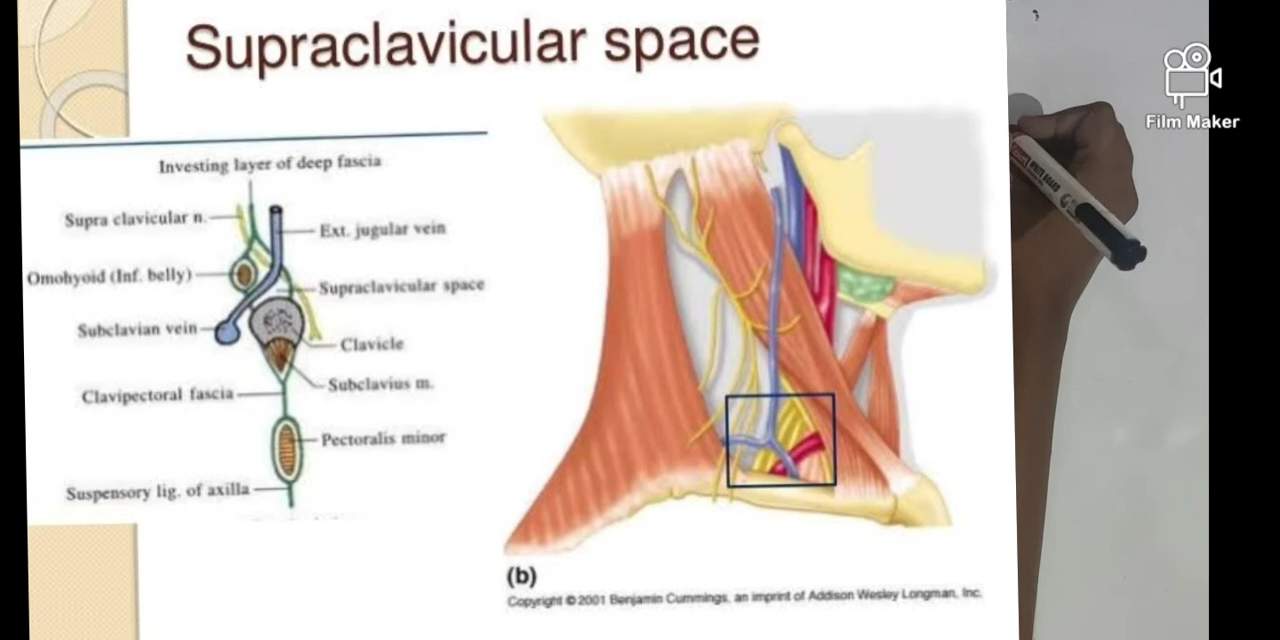 Supraclavicular space
Investing layer of deep fascia
Supra clavicular n.
Ext. jugular vein
Omohyoid (Inf. belly)
Supraclavicular space
Subclavian vein
Clavicle
Subclavius m.
Clavipectoral fascia
Pectoralis minor
Suspensory lig. of axilla
(b)
Copyright © 2001 Benjamin Cummings, an imprint of Addison Wesley Longman, Inc.
Film Maker
WHITE BOARD